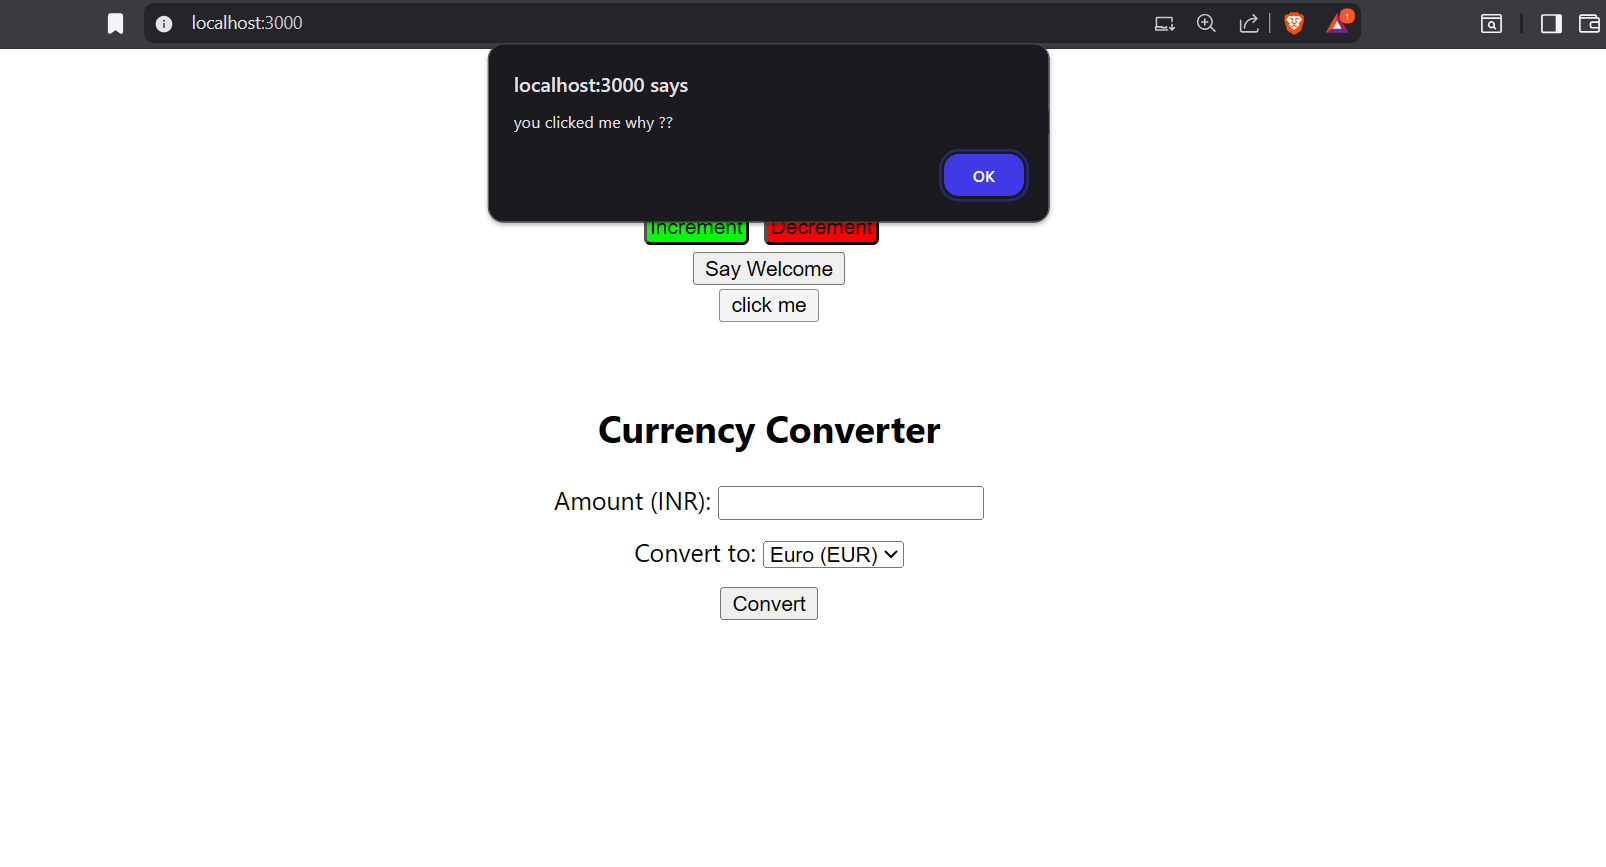 localhost:3000
1
localhost:3000 says
you clicked me why ??
OK
Increment Decrement
Say Welcome
click me
Currency Converter
Amount (INR):
Convert to: Euro (EUR)
Convert